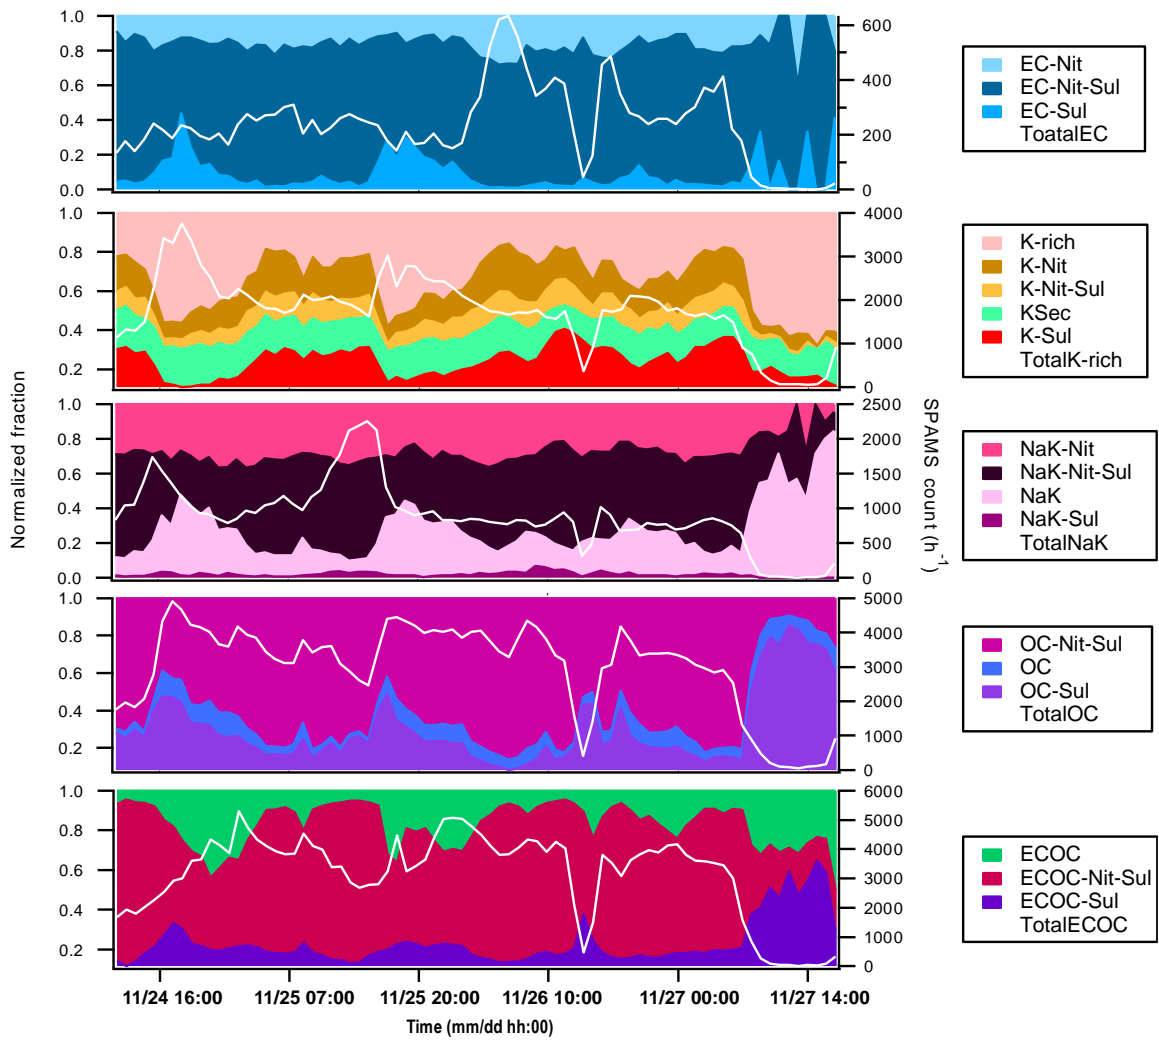 1.0
0.8
0.6
0.4
0.2
0.0
600
400
200
0
EC-Nit
EC-Nit-Sul
EC-Sul
ToatalEC
1.0
0.8
0.6
0.4
0.2
4000
3000
2000
1000
0
K-rich
K-Nit
K-Nit-Sul
KSec
K-Sul
TotalK-rich
Normalized fraction
1.0
0.8
0.6
0.4
0.2
0.0
2500
2000
1500
1000
500
0
SPAMS count (h-1)
NaK-Nit
NaK-Nit-Sul
NaK
NaK-Sul
TotalNaK
1.0
0.8
0.6
0.4
0.2
5000
4000
3000
2000
1000
0
OC-Nit-Sul
OC
OC-Sul
TotalOC
1.0
0.8
0.6
0.4
0.2
6000
5000
4000
3000
2000
1000
0
ECOC
ECOC-Nit-Sul
ECOC-Sul
TotalECOC
11/24 16:00 11/25 07:00 11/25 20:00 11/26 10:00 11/27 00:00 11/27 14:00
Time (mm/dd hh:00)